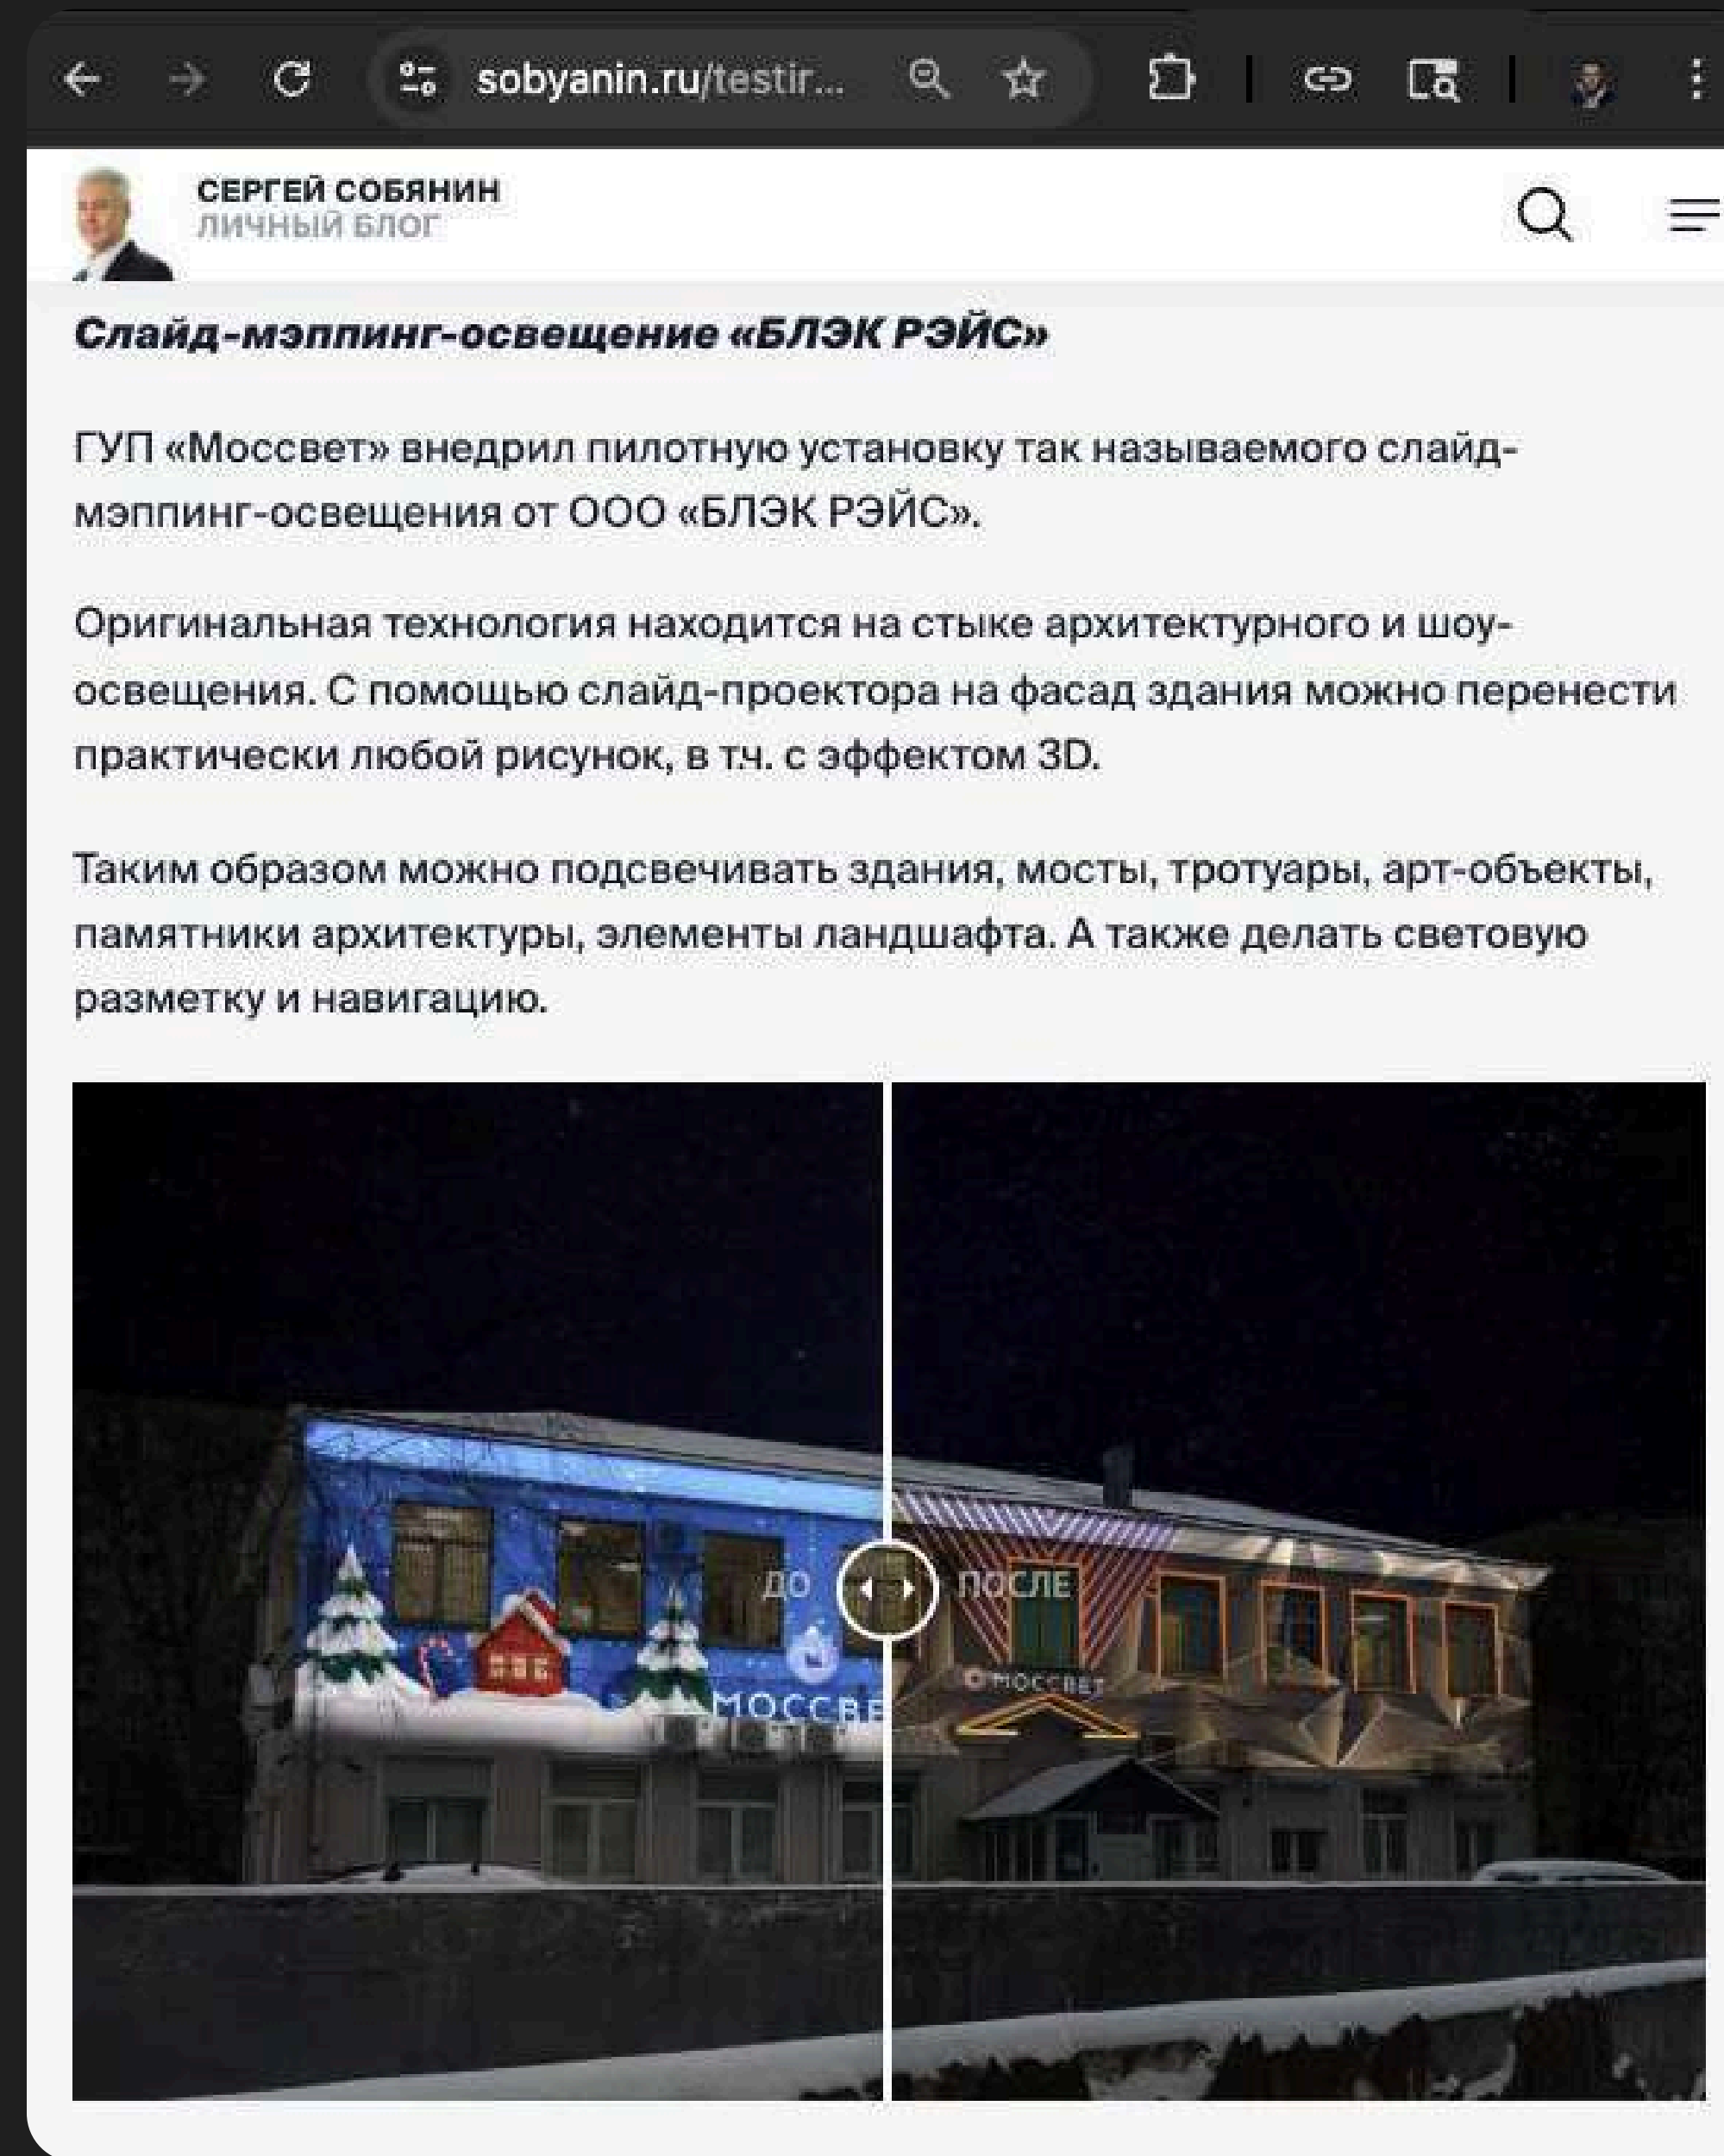 sobyanin.ru/testir...
СЕРГЕЙ СОБЯНИН
ЛИЧНЫЙ БЛОГ
Слайд-мэппинг-освещение «БЛЭК РЭЙС»
ГУП «Моссвет» внедрил пилотную установку так называемого слайд-
мэппинг-освещения от ООО «БЛЭК РЭЙС».
Оригинальная технология находится на стыке архитектурного и шоу-
освещения. С помощью слайд-проектора на фасад здания можно перенести
практически любой рисунок, в т.ч. с эффектом 3D.
Таким образом можно подсвечивать здания, мосты, тротуары, арт-объекты,
памятники архитектуры, элементы ландшафта. А также делать световую
разметку и навигацию.
ДО ПОСЛЕ
МОССВЕ МОССВЕТ